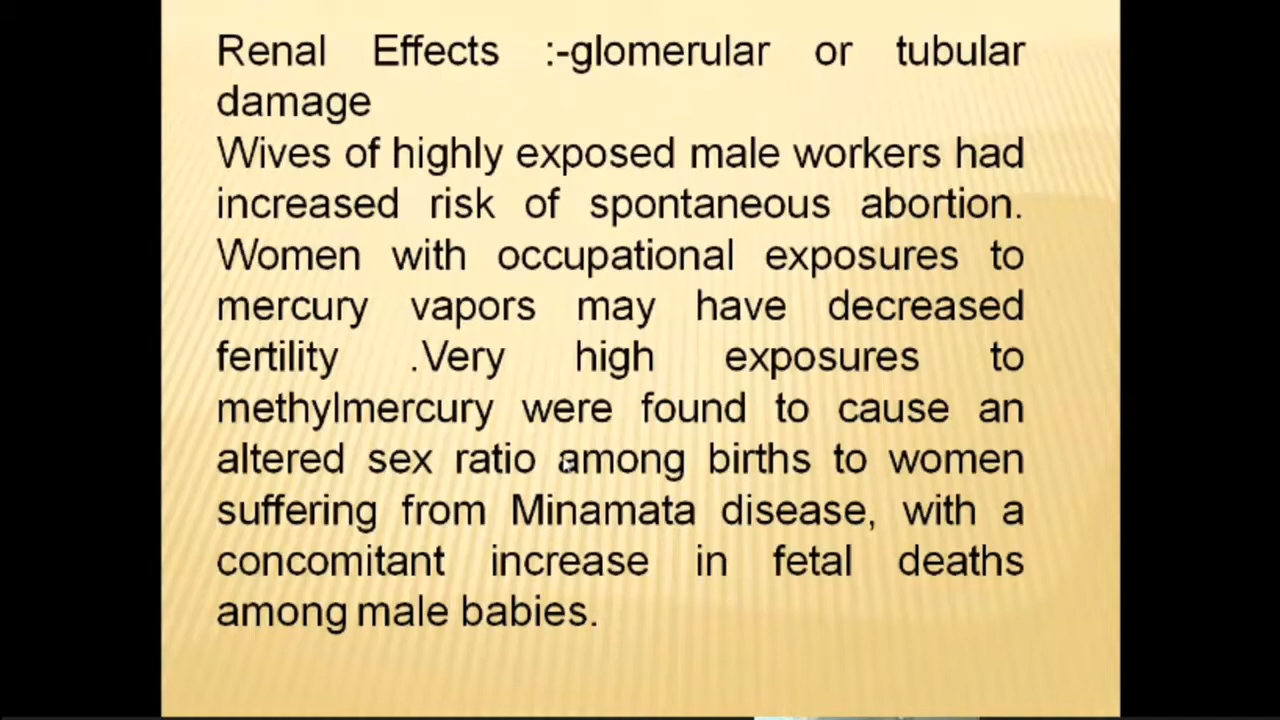 Renal Effects :-glomerular or tubular
damage
Wives of highly exposed male workers had
increased risk of spontaneous abortion.
Women with occupational exposures to
mercury vapors may have decreased
fertility .Very high exposures to
methylmercury were found to cause an
altered sex ratio among births to women
suffering from Minamata disease, with a
concomitant increase in fetal deaths
among male babies.